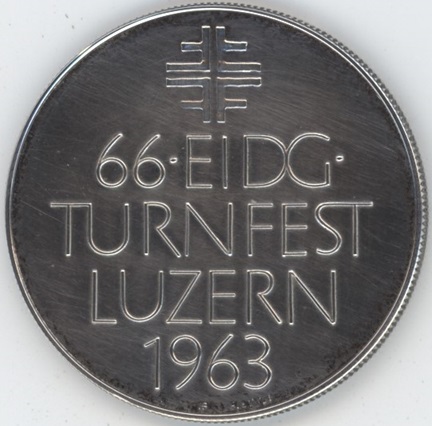 66·EIDG·
TURNFEST
LUZERN
1963